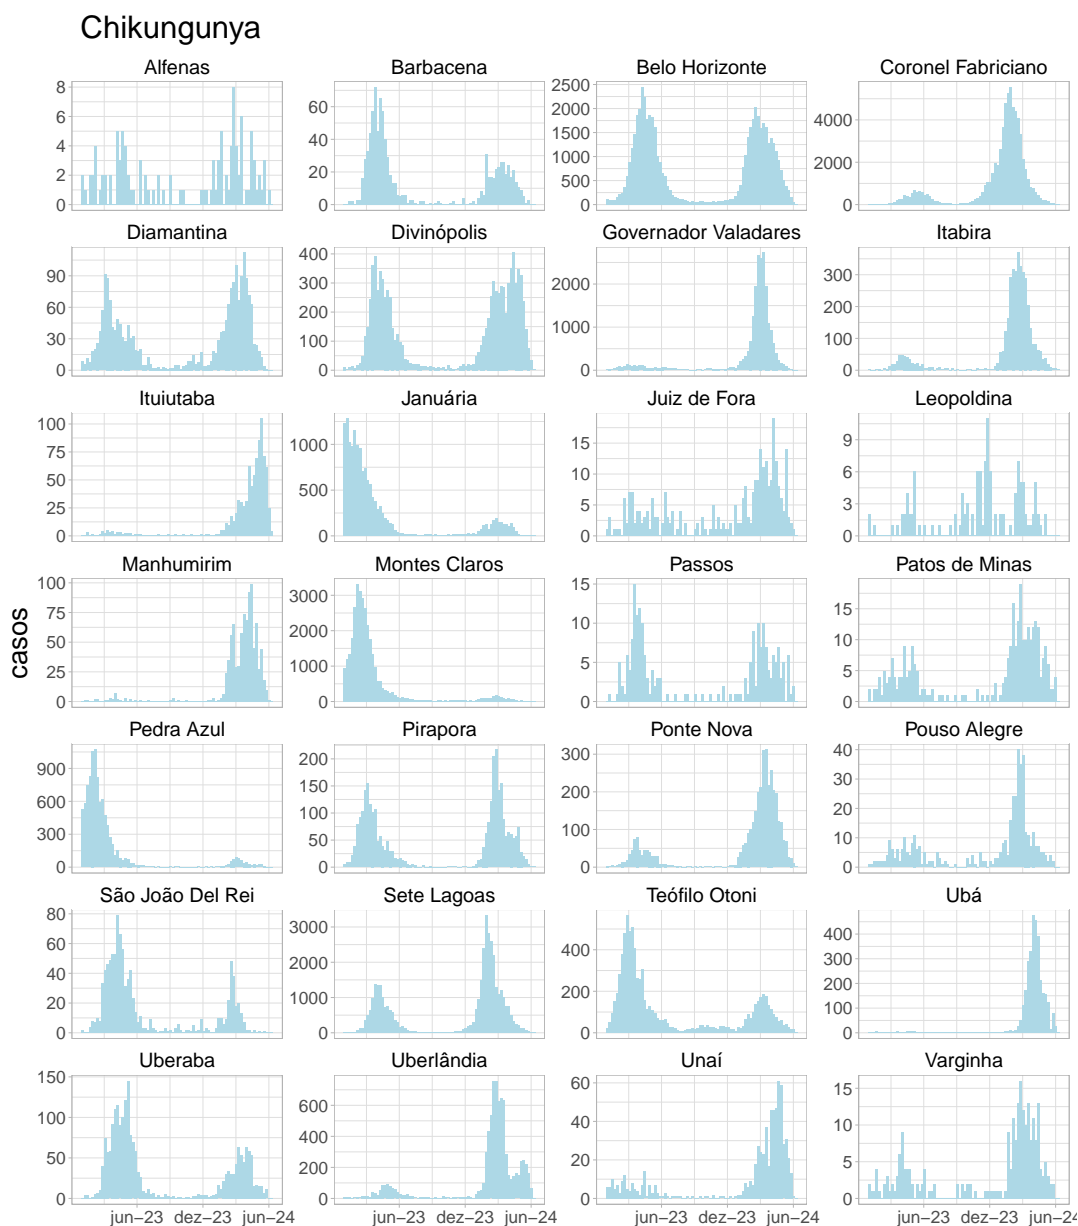 Chikungunya
Alfenas Barbacena Belo Horizonte Coronel Fabriciano
8 6 4 2 0
60 40 20 0
2500 2000 1500 1000 500 0
4000 2000 0
Diamantina Divinópolis Governador Valadares Itabira
90 60 30 0
400 300 200 100 0
2000 1000 0
300 200 100 0
Ituiutaba Januária Juiz de Fora Leopoldina
100 75 50 25 0
1000 500 0
15 10 5 0
9 6 3 0
Manhumirim Montes Claros Passos Patos de Minas
100 75 50 25 0
3000 2000 1000 0
15 10 5 0
15 10 5 0
casos
Pedra Azul Pirapora Ponte Nova Pouso Alegre
900 600 300 0
200 150 100 50 0
300 200 100 0
40 30 20 10 0
São João Del Rei Sete Lagoas Teófilo Otoni Ubá
80 60 40 20 0
3000 2000 1000 0
400 200 0
400 300 200 100 0
Uberaba Uberlândia Unaí Varginha
150 100 50 0
600 400 200 0
60 40 20 0
15 10 5 0
jun–23 dez–23 jun–24 jun–23 dez–23 jun–24 jun–23 dez–23 jun–24 jun–23 dez–23 jun–24